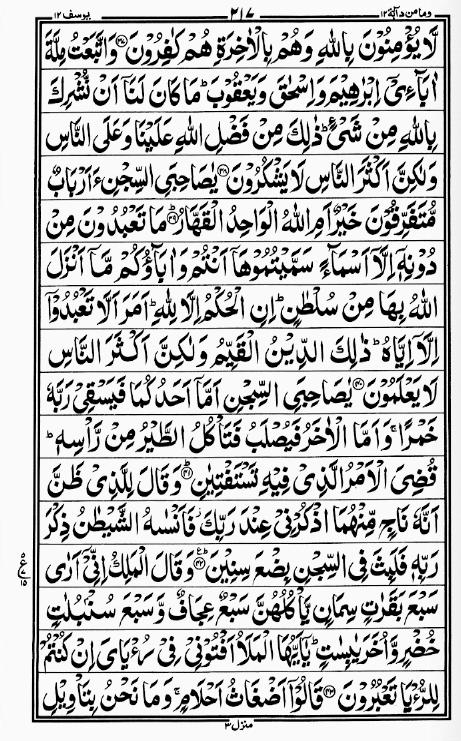 وما من دآبة ١٢ ٢١٧ يوسف ١٢
لَّا يُؤْمِنُوْنَ بِاللّٰهِ وَهُمْ بِالْاٰخِرَةِ هُمْ كٰفِرُوْنَ ﴿۳۷﴾ وَاتَّبَعْتُ مِلَّةَ
اٰبَآءِيْٓ اِبْرٰهِيْمَ وَاِسْحٰقَ وَيَعْقُوْبَ ؕ مَا كَانَ لَنَآ اَنْ نُّشْرِكَ
بِاللّٰهِ مِنْ شَيْءٍ ؕ ذٰلِكَ مِنْ فَضْلِ اللّٰهِ عَلَيْنَا وَعَلَى النَّاسِ
وَلٰكِنَّ اَكْثَرَ النَّاسِ لَا يَشْكُرُوْنَ ﴿۳۸﴾ يٰصَاحِبَيِ السِّجْنِ ءَاَرْبَابٌ
مُّتَفَرِّقُوْنَ خَيْرٌ اَمِ اللّٰهُ الْوَاحِدُ الْقَهَّارُ ﴿۳۹﴾ ؕ مَا تَعْبُدُوْنَ مِنْ
دُوْنِهٖٓ اِلَّآ اَسْمَآءً سَمَّيْتُمُوْهَآ اَنْتُمْ وَاٰبَآؤُكُمْ مَّآ اَنْزَلَ
اللّٰهُ بِهَا مِنْ سُلْطٰنٍ ؕ اِنِ الْحُكْمُ اِلَّا لِلّٰهِ ؕ اَمَرَ اَلَّا تَعْبُدُوْٓا
اِلَّآ اِيَّاهُ ؕ ذٰلِكَ الدِّيْنُ الْقَيِّمُ وَلٰكِنَّ اَكْثَرَ النَّاسِ
لَا يَعْلَمُوْنَ ﴿۴۰﴾ يٰصَاحِبَيِ السِّجْنِ اَمَّآ اَحَدُكُمَا فَيَسْقِيْ رَبَّهٗ
خَمْرًا ۚ وَاَمَّا الْاٰخَرُ فَيُصْلَبُ فَتَاْكُلُ الطَّيْرُ مِنْ رَّاْسِهٖ ؕ
قُضِيَ الْاَمْرُ الَّذِيْ فِيْهِ تَسْتَفْتِيٰنِ ﴿۴۱﴾ ؕ وَقَالَ لِلَّذِيْ ظَنَّ
اَنَّهٗ نَاجٍ مِّنْهُمَا اذْكُرْنِيْ عِنْدَ رَبِّكَ ؗ فَاَنْسٰىهُ الشَّيْطٰنُ ذِكْرَ
رَبِّهٖ فَلَبِثَ فِي السِّجْنِ بِضْعَ سِنِيْنَ ﴿۴۲﴾ ؕ وَقَالَ الْمَلِكُ اِنِّيْٓ اَرٰى
سَبْعَ بَقَرٰتٍ سِمَانٍ يَّاْكُلُهُنَّ سَبْعٌ عِجَافٌ وَّسَبْعَ سُنْۢبُلٰتٍ
خُضْرٍ وَّاُخَرَ يٰبِسٰتٍ ؕ يٰٓاَيُّهَا الْمَلَاُ اَفْتُوْنِيْ فِيْ رُءْيَايَ اِنْ كُنْتُمْ
لِلرُّءْيَا تَعْبُرُوْنَ ﴿۴۳﴾ قَالُوْٓا اَضْغَاثُ اَحْلَامٍ ۚ وَمَا نَحْنُ بِتَاْوِيْلِ
منزل ٣